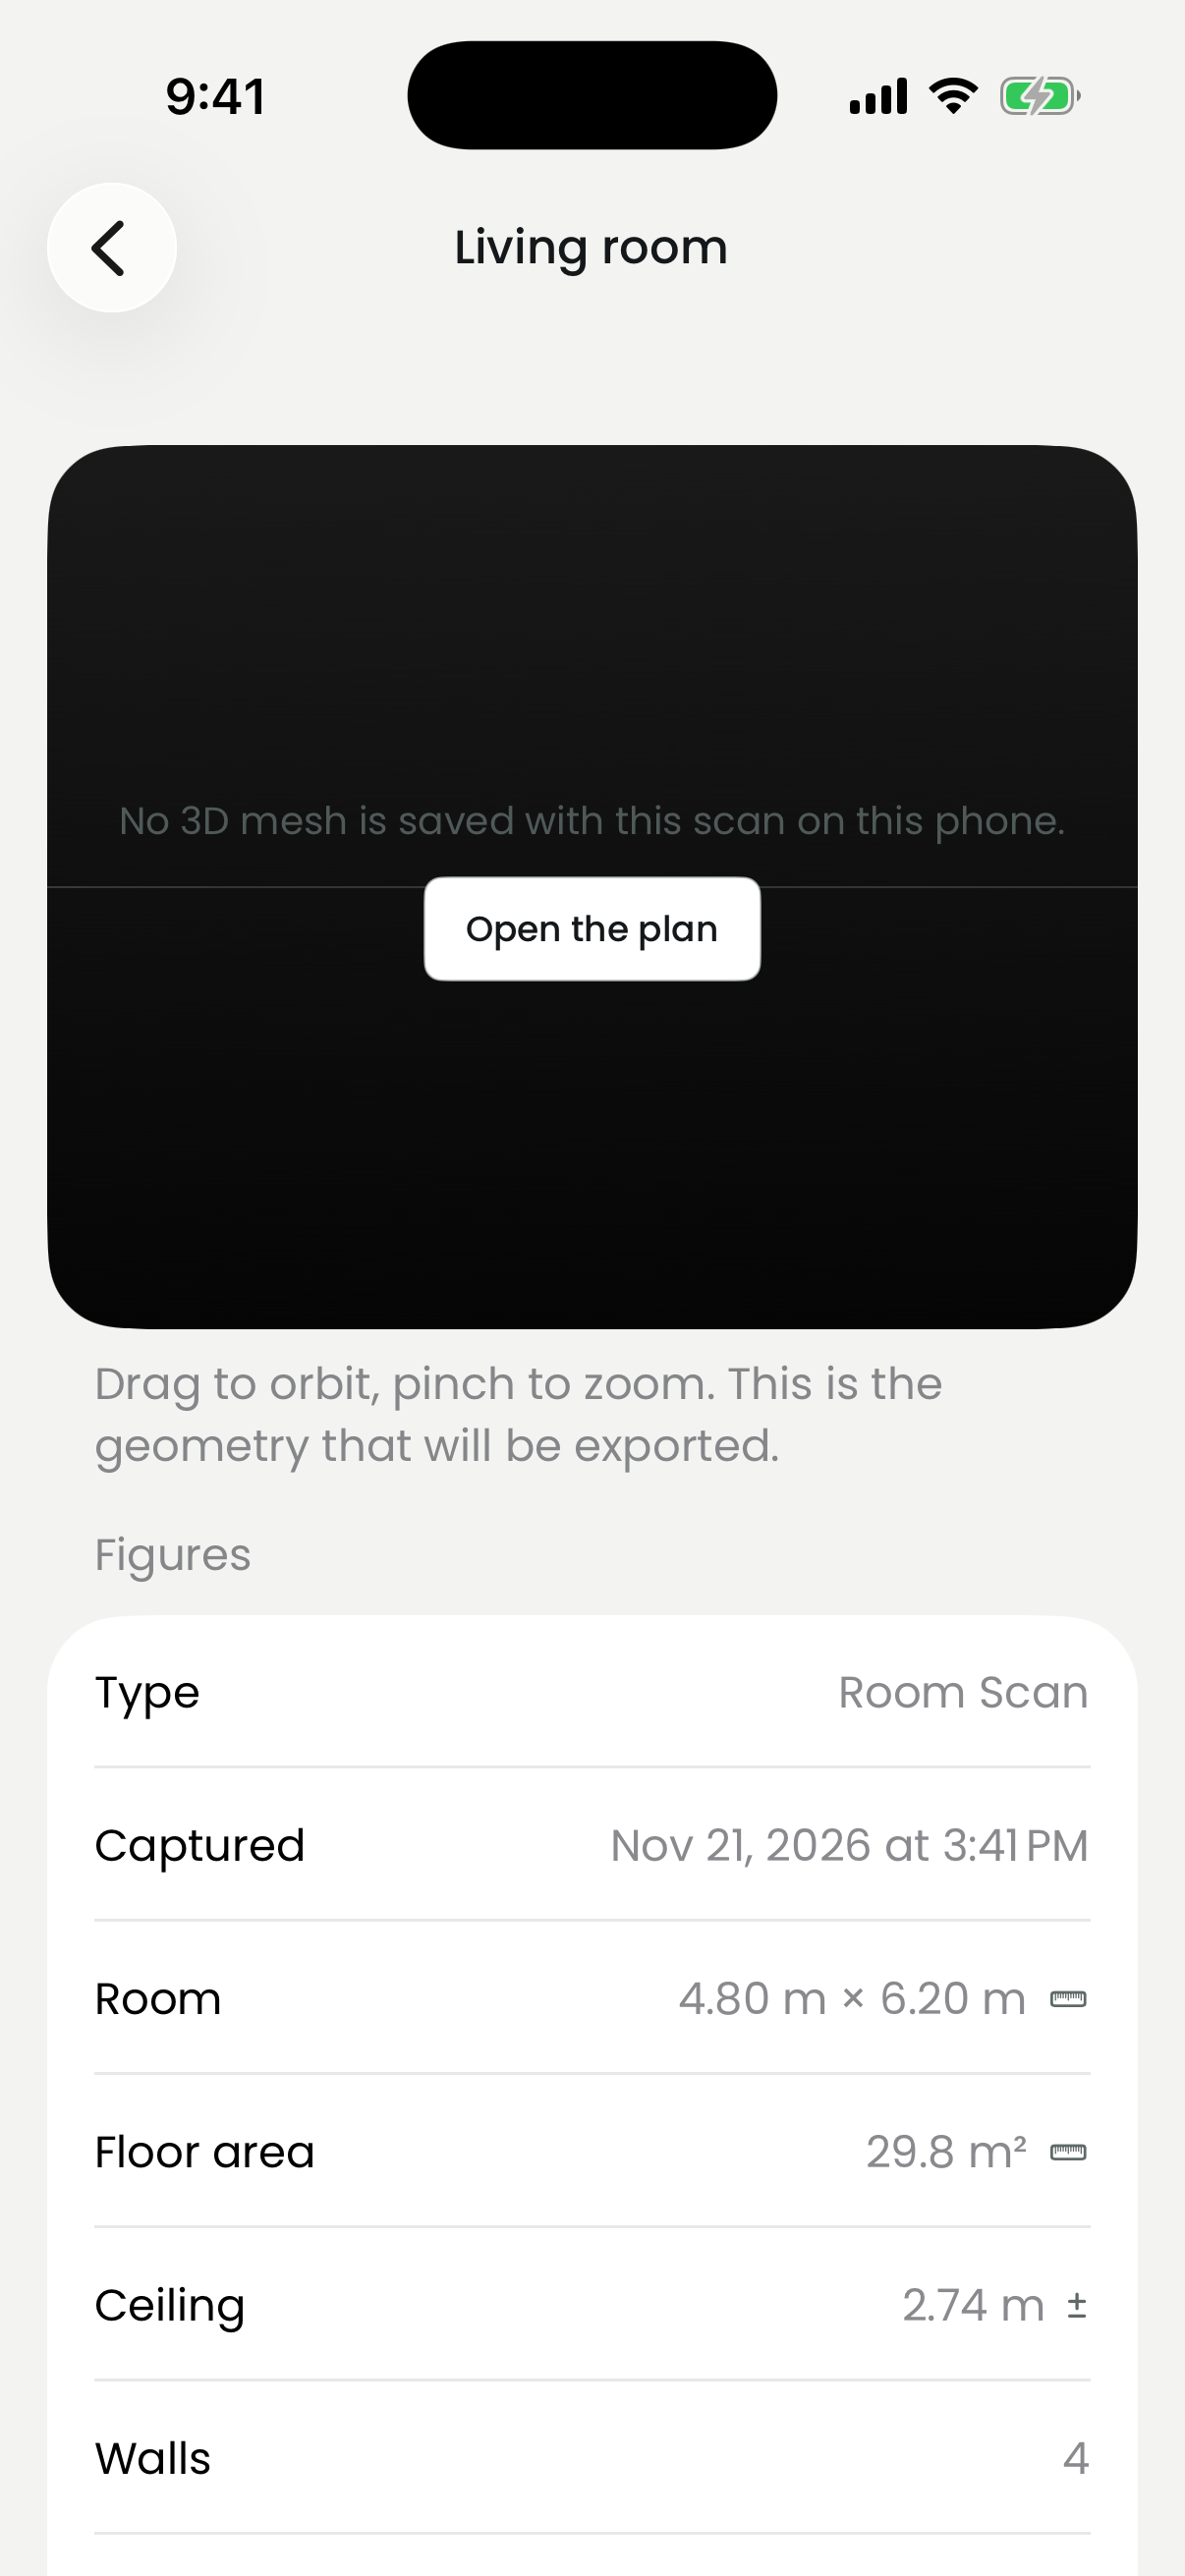 9:41
Living room
No 3D mesh is saved with this scan on this phone.
Open the plan
Drag to orbit, pinch to zoom. This is the
geometry that will be exported.
Figures
Type Room Scan
Captured Nov 21, 2026 at 3:41 PM
Room 4.80 m × 6.20 m
Floor area 29.8 m²
Ceiling 2.74 m ±
Walls 4